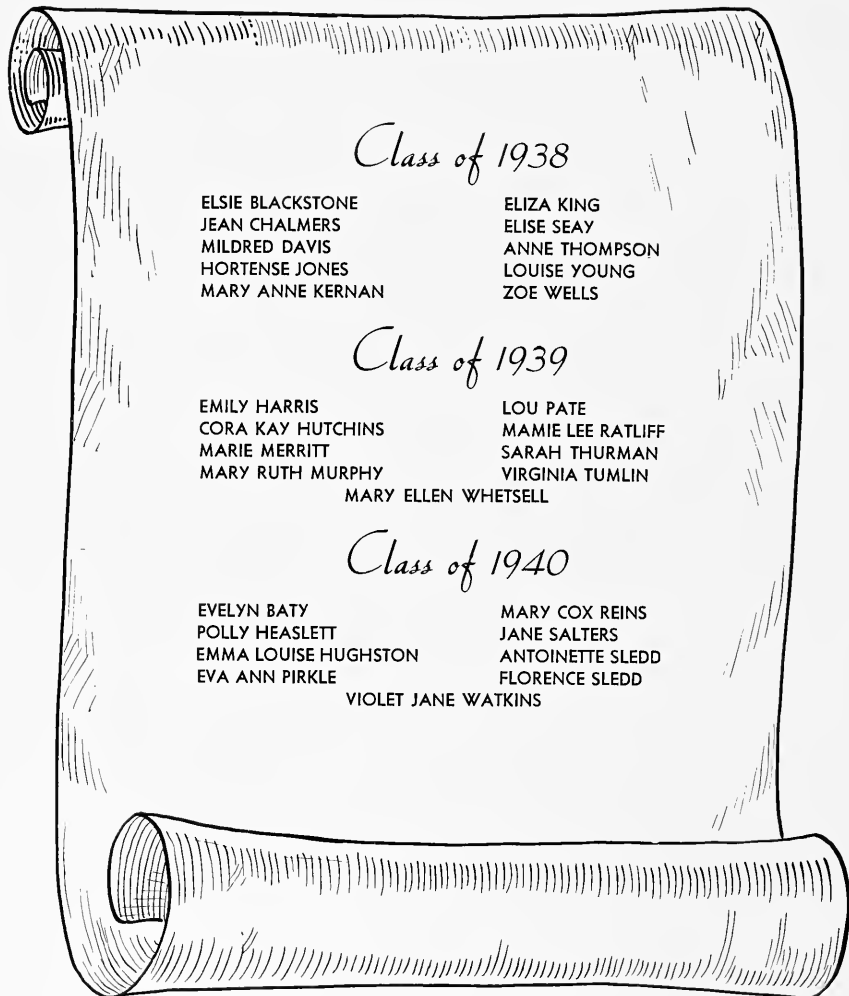 Class of 1938
ELSIE BLACKSTONE
JEAN CHALMERS
MILDRED DAVIS
HORTENSE JONES
MARY ANNE KERNAN
ELIZA KING
ELISE SEAY
ANNE THOMPSON
LOUISE YOUNG
ZOE WELLS
Class of 1939
EMILY HARRIS
CORA KAY HUTCHINS
MARIE MERRITT
MARY RUTH MURPHY
LOU PATE
MAMIE LEE RATLIFF
SARAH THURMAN
VIRGINIA TUMLIN
MARY ELLEN WHETSELL
Class of 1940
EVELYN BATY
POLLY HEASLETT
EMMA LOUISE HUGHSTON
EVA ANN PIRKLE
MARY COX REINS
JANE SALTERS
ANTOINETTE SLEDD
FLORENCE SLEDD
VIOLET JANE WATKINS